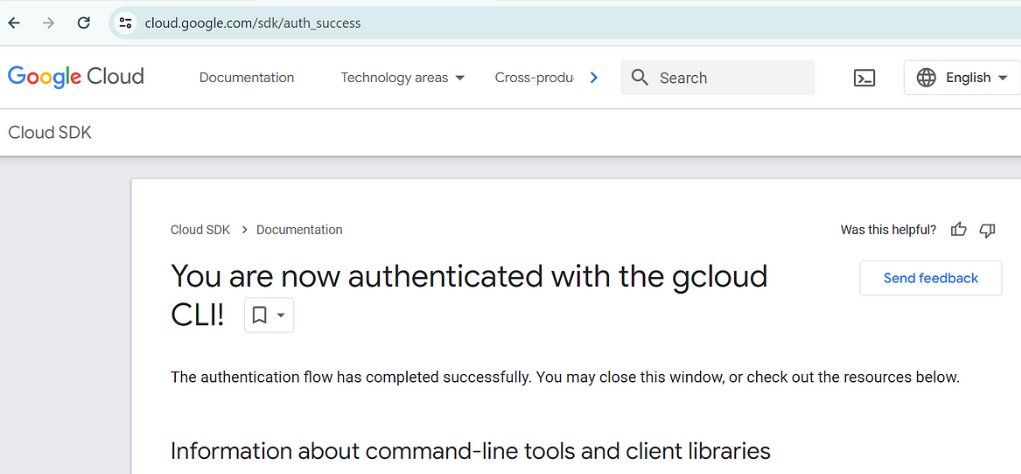 cloud.google.com/sdk/auth_success
Google Cloud Documentation Technology areas Cross-produ Search English
Cloud SDK
Cloud SDK Documentation Was this helpful?
You are now authenticated with the gcloud
CLI!
Send feedback
The authentication flow has completed successfully. You may close this window, or check out the resources below.
Information about command-line tools and client libraries